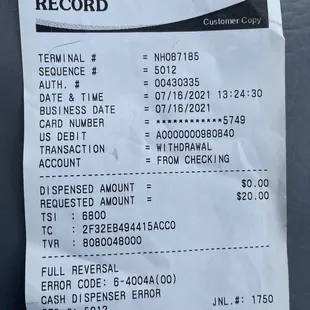 RECORD
Customer Copy
TERMINAL # = NH087185
SEQUENCE # = 5012
AUTH. # = 00430335
DATE & TIME = 07/16/2021 13:24:30
BUSINESS DATE = 07/16/2021
CARD NUMBER = ************5749
US DEBIT = A0000000980840
TRANSACTION = WITHDRAWAL
ACCOUNT = FROM CHECKING
DISPENSED AMOUNT = $0.00
REQUESTED AMOUNT = $20.00
TSI : 6800
TC : 2F32EB494415ACC0
TVR : 8080048000
FULL REVERSAL
ERROR CODE: 6-4004A(00)
CASH DISPENSER ERROR
JNL.#: 1750
#: 5012